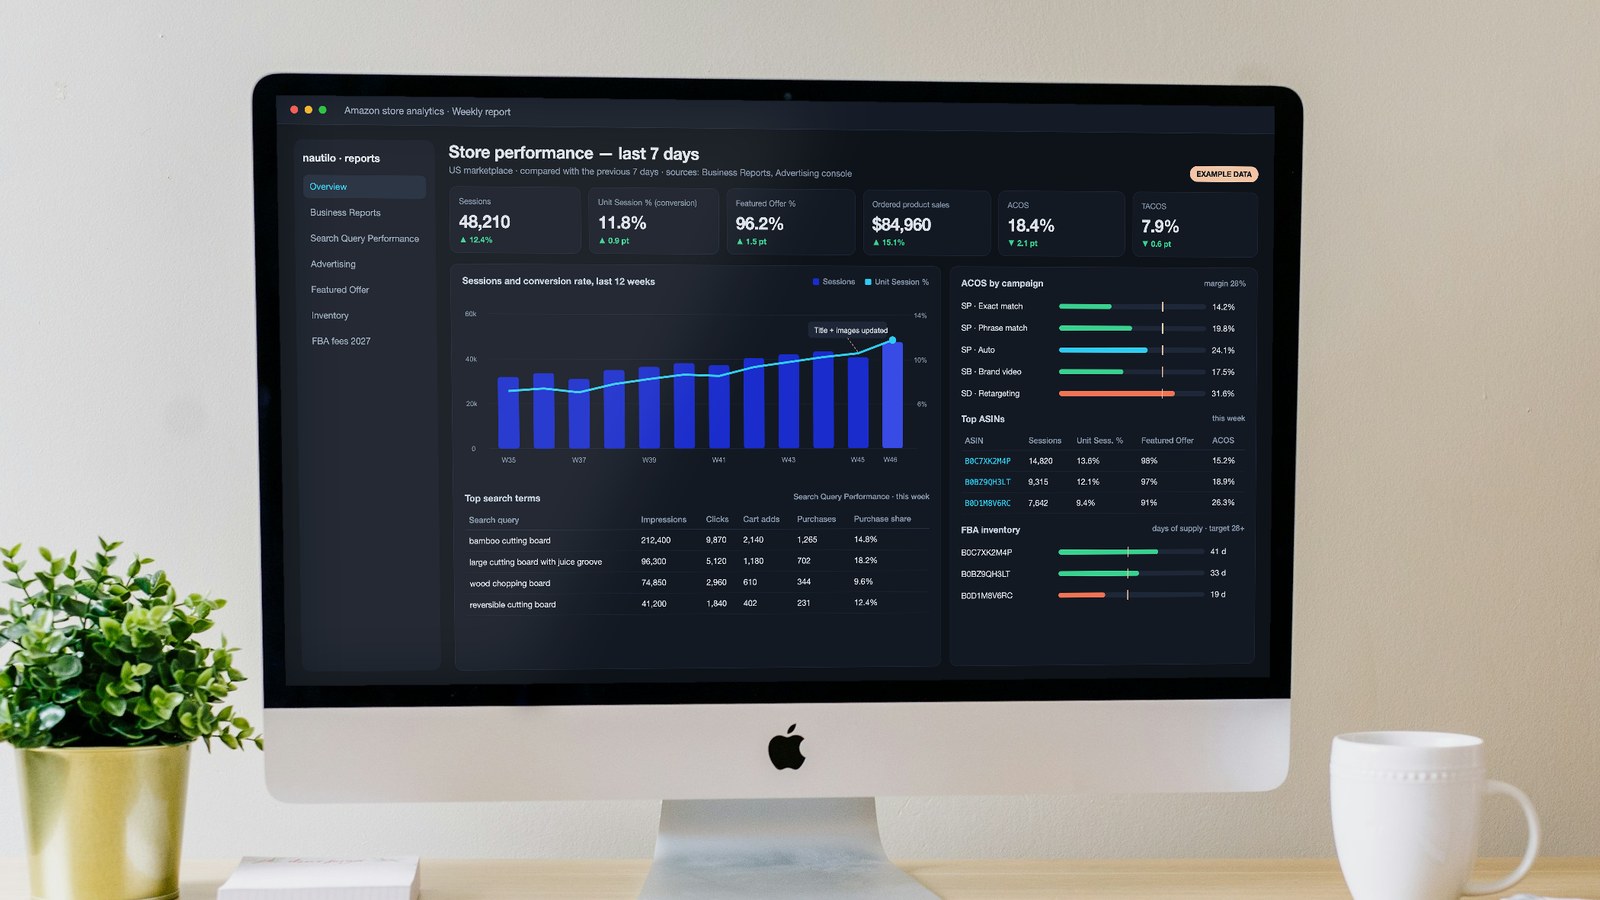 Amazon store analytics · Weekly report
nautilo · reports
Overview
Business Reports
Search Query Performance
Advertising
Featured Offer
Inventory
FBA fees 2027
Store performance — last 7 days
US marketplace · compared with the previous 7 days · sources: Business Reports, Advertising console
EXAMPLE DATA
Sessions
48,210
▲ 12.4%
Unit Session % (conversion)
11.8%
▲ 0.9 pt
Featured Offer %
96.2%
▲ 1.5 pt
Ordered product sales
$84,960
▲ 15.1%
ACOS
18.4%
▼ 2.1 pt
TACOS
7.9%
▼ 0.6 pt
Sessions and conversion rate, last 12 weeks
Sessions Unit Session %
60k 14%
Title + images updated
40k 10%
20k 6%
0
W35 W37 W39 W41 W43 W45 W46
Top search terms Search Query Performance · this week
Search query Impressions Clicks Cart adds Purchases Purchase share
bamboo cutting board 212,400 9,870 2,140 1,265 14.8%
large cutting board with juice groove 96,300 5,120 1,180 702 18.2%
wood chopping board 74,850 2,960 610 344 9.6%
reversible cutting board 41,200 1,840 402 231 12.4%
ACOS by campaign margin 28%
SP · Exact match 14.2%
SP · Phrase match 19.8%
SP · Auto 24.1%
SB · Brand video 17.5%
SD · Retargeting 31.6%
Top ASINs this week
ASIN Sessions Unit Sess. % Featured Offer ACOS
B0C7XK2M4P 14,820 13.6% 98% 15.2%
B0BZ9QH3LT 9,315 12.1% 97% 18.9%
B0D1M8V6RC 7,642 9.4% 91% 26.3%
FBA inventory days of supply · target 28+
B0C7XK2M4P 41 d
B0BZ9QH3LT 33 d
B0D1M8V6RC 19 d